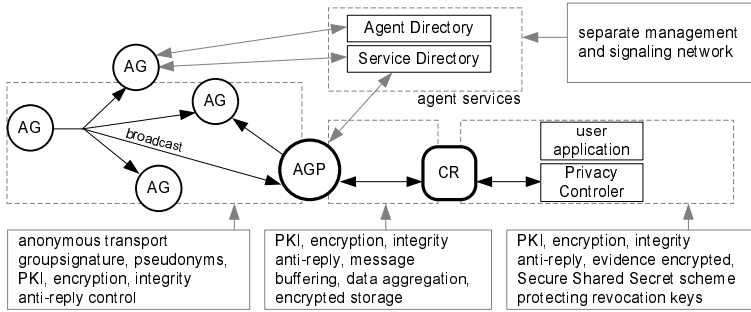 Agent Directory
Service Directory
agent services
separate management
and signaling network
AG
AG
AG
AG
broadcast
AGP
CR
user
application
Privacy
Controler
anonymous transport
groupsignature, pseudonyms,
PKI, encryption, integrity
anti-reply control
PKI, encryption, integrity
anti-reply, message
buffering, data aggregation,
encrypted storage
PKI, encryption, integrity
anti-reply, evidence encrypted,
Secure Shared Secret scheme
protecting revocation keys